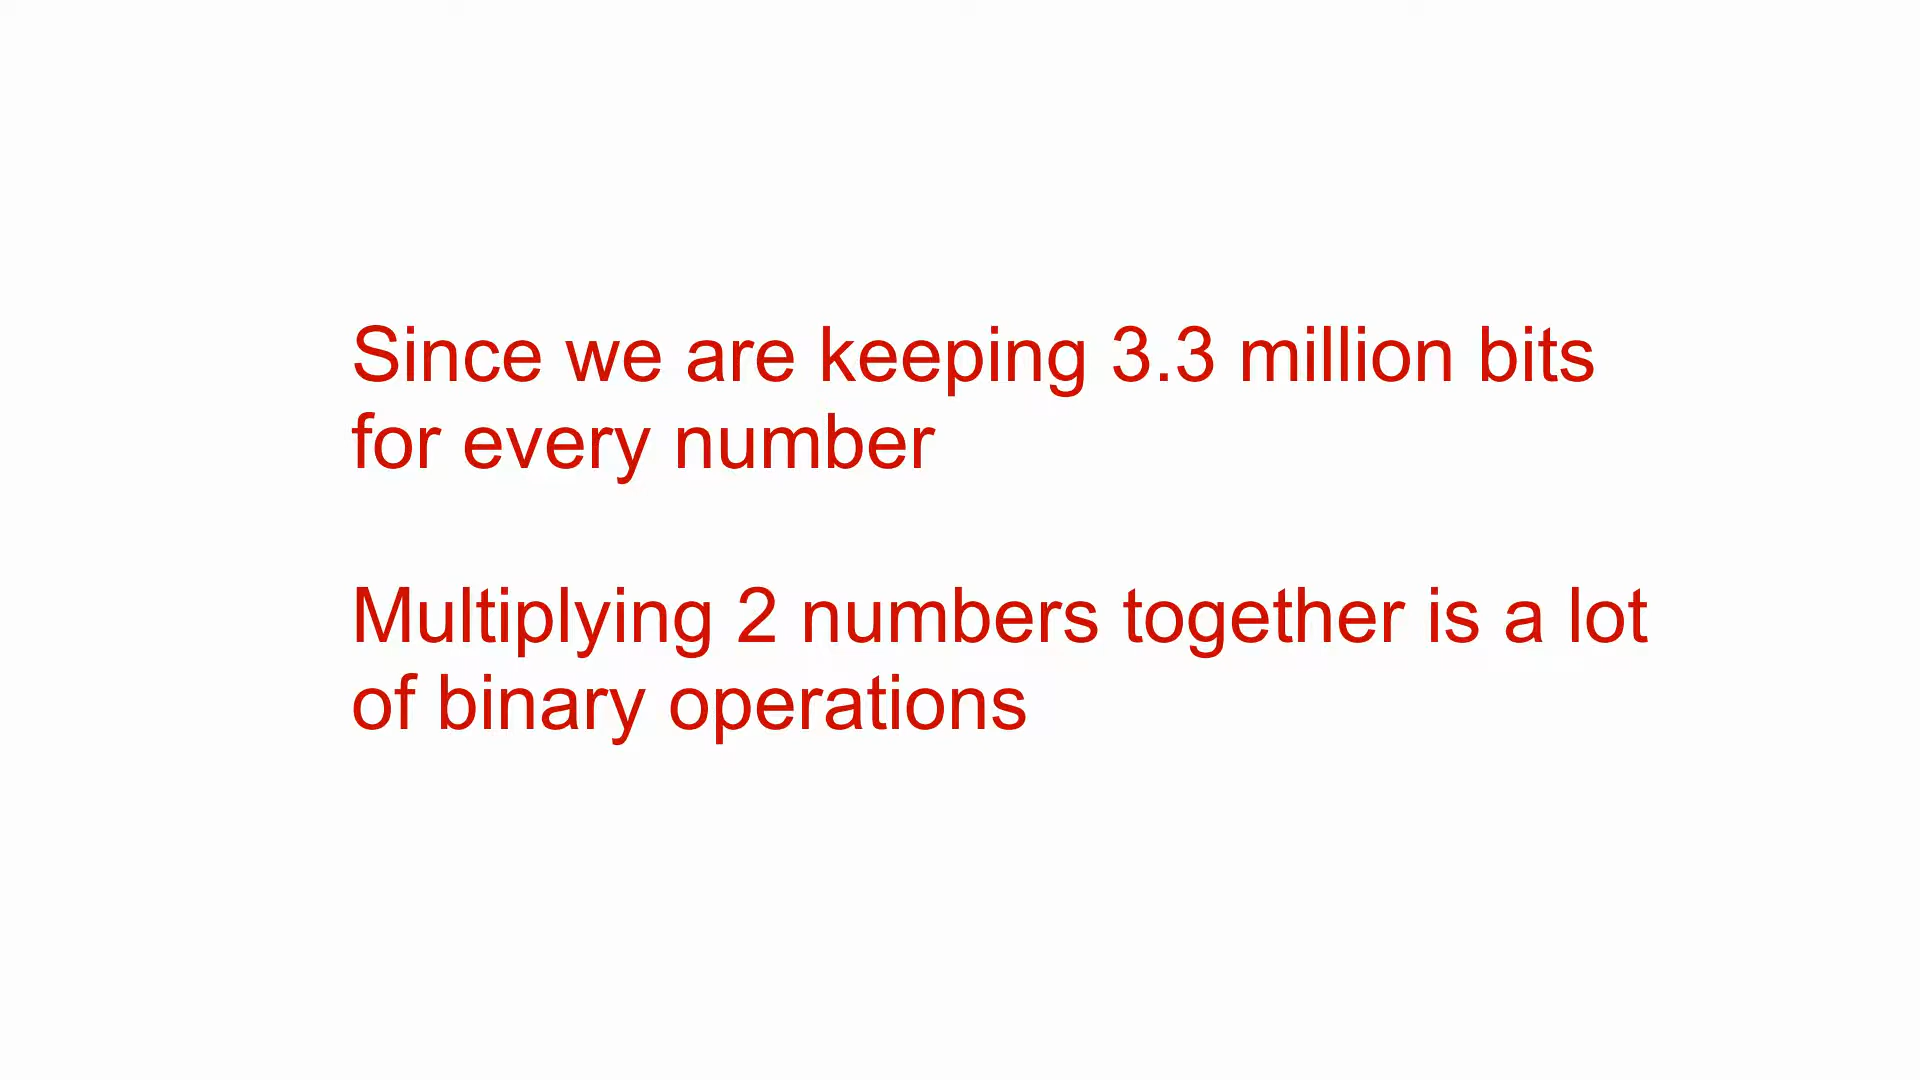 Since we are keeping 3.3 million bits
for every number
Multiplying 2 numbers together is a lot
of binary operations